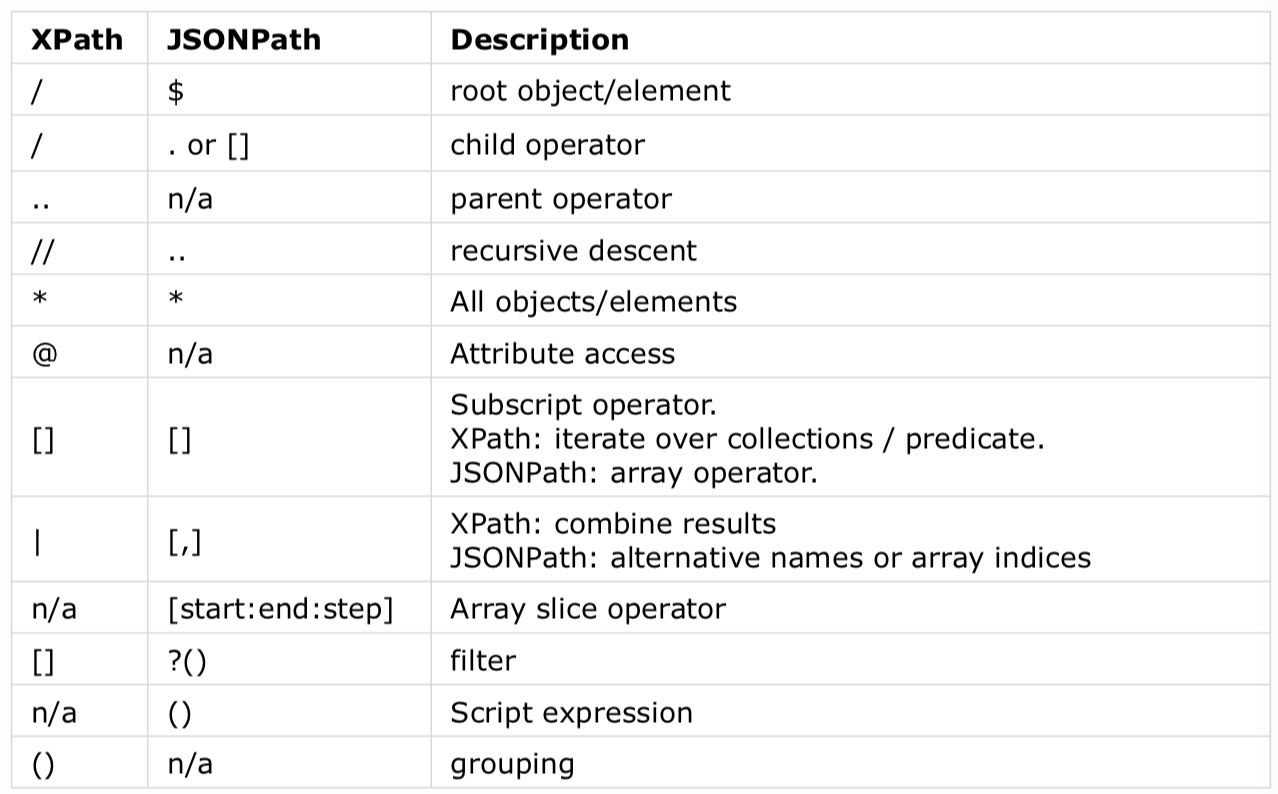 XPath JSONPath Description
/ $ root object/element
/ . or [] child operator
.. n/a parent operator
// .. recursive descent
* * All objects/elements
@ n/a Attribute access
[] [] Subscript operator.
XPath: iterate over collections / predicate.
JSONPath: array operator.
| [,] XPath: combine results
JSONPath: alternative names or array indices
n/a [start:end:step] Array slice operator
[] ?() filter
n/a () Script expression
() n/a grouping